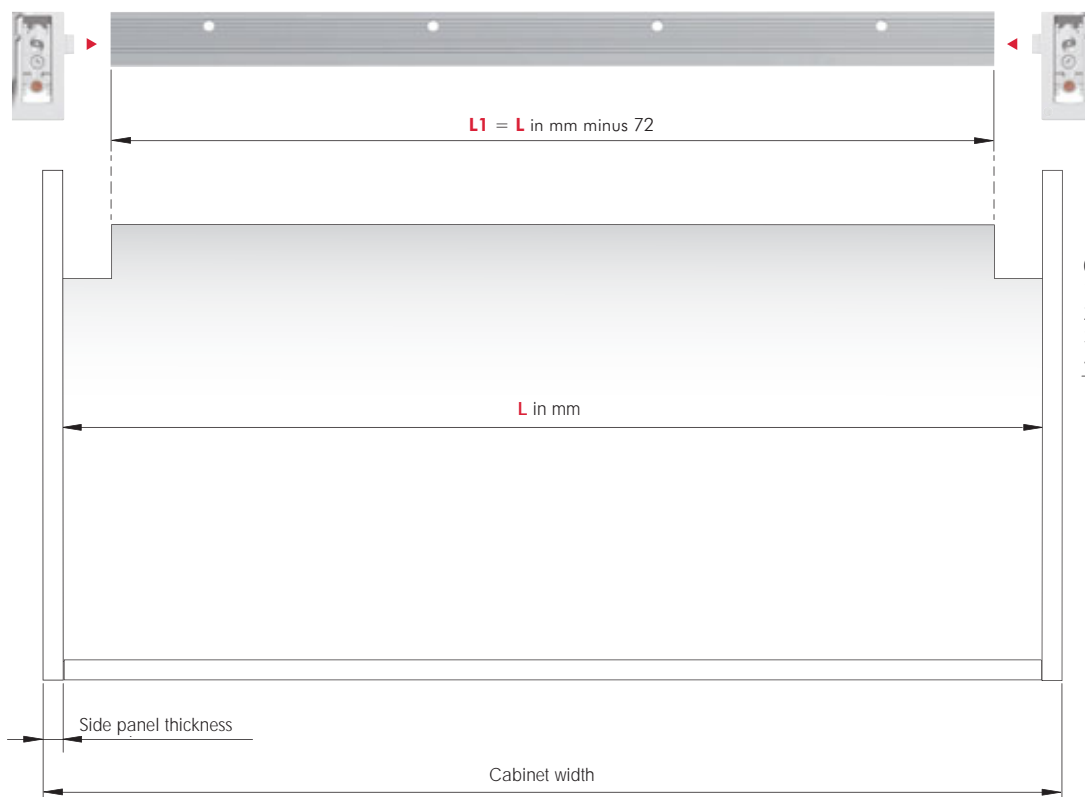 L1 = L in mm minus 72
L in mm
Side panel thickness
Cabinet width